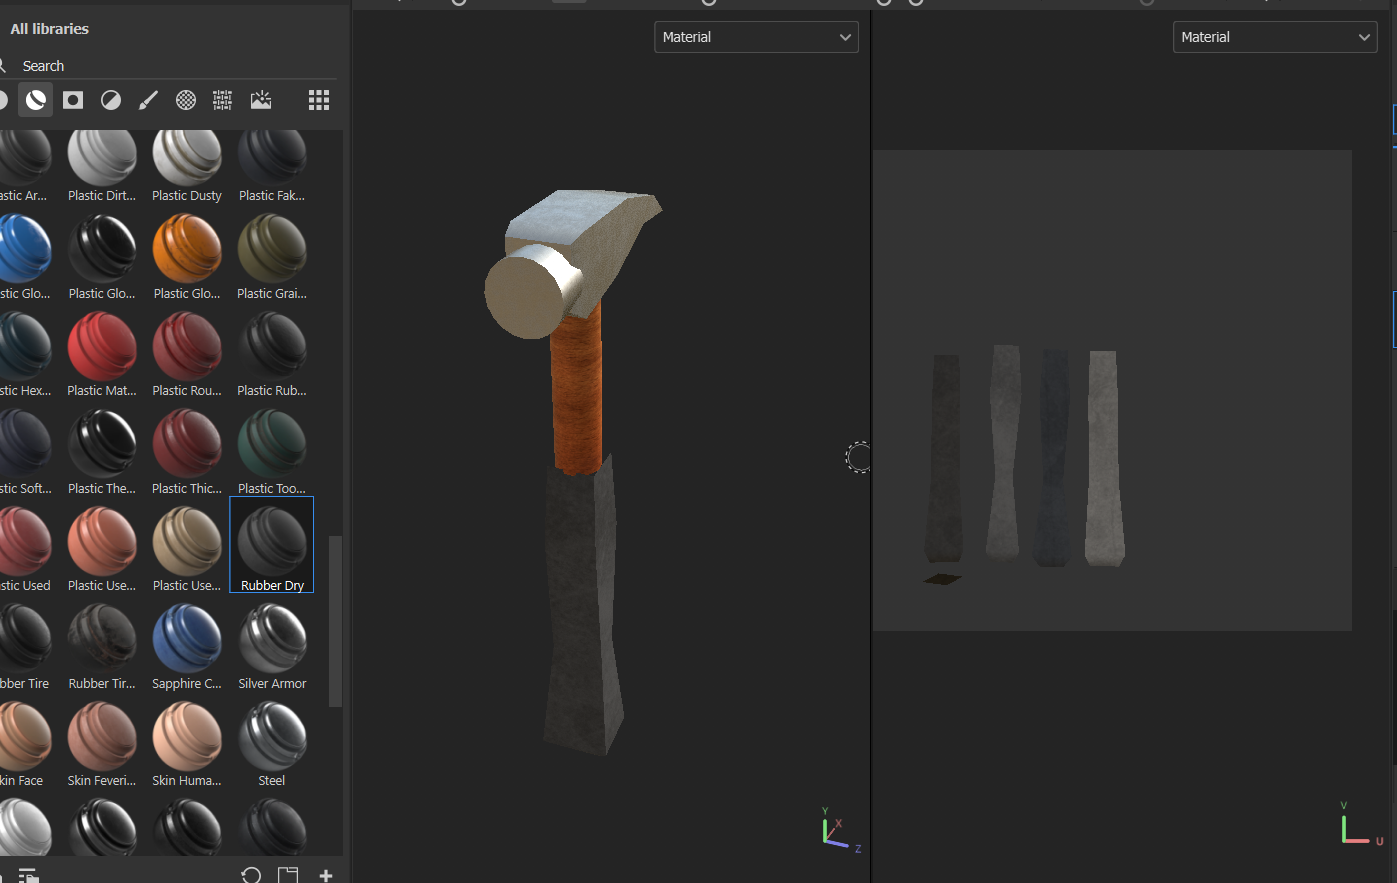 All libraries
Search
Material
Material
astic Ar...
Plastic Dirt...
Plastic Dusty
Plastic Fak...
stic Glo...
Plastic Glo...
Plastic Glo...
Plastic Grai...
stic Hex...
Plastic Mat...
Plastic Rou...
Plastic Rub...
stic Soft...
Plastic The...
Plastic Thic...
Plastic Too...
stic Used
Plastic Use...
Plastic Use...
Rubber Dry
bber Tire
Rubber Tir...
Sapphire C...
Silver Armor
kin Face
Skin Feveri...
Skin Huma...
Steel
Y
X
Z
V
U